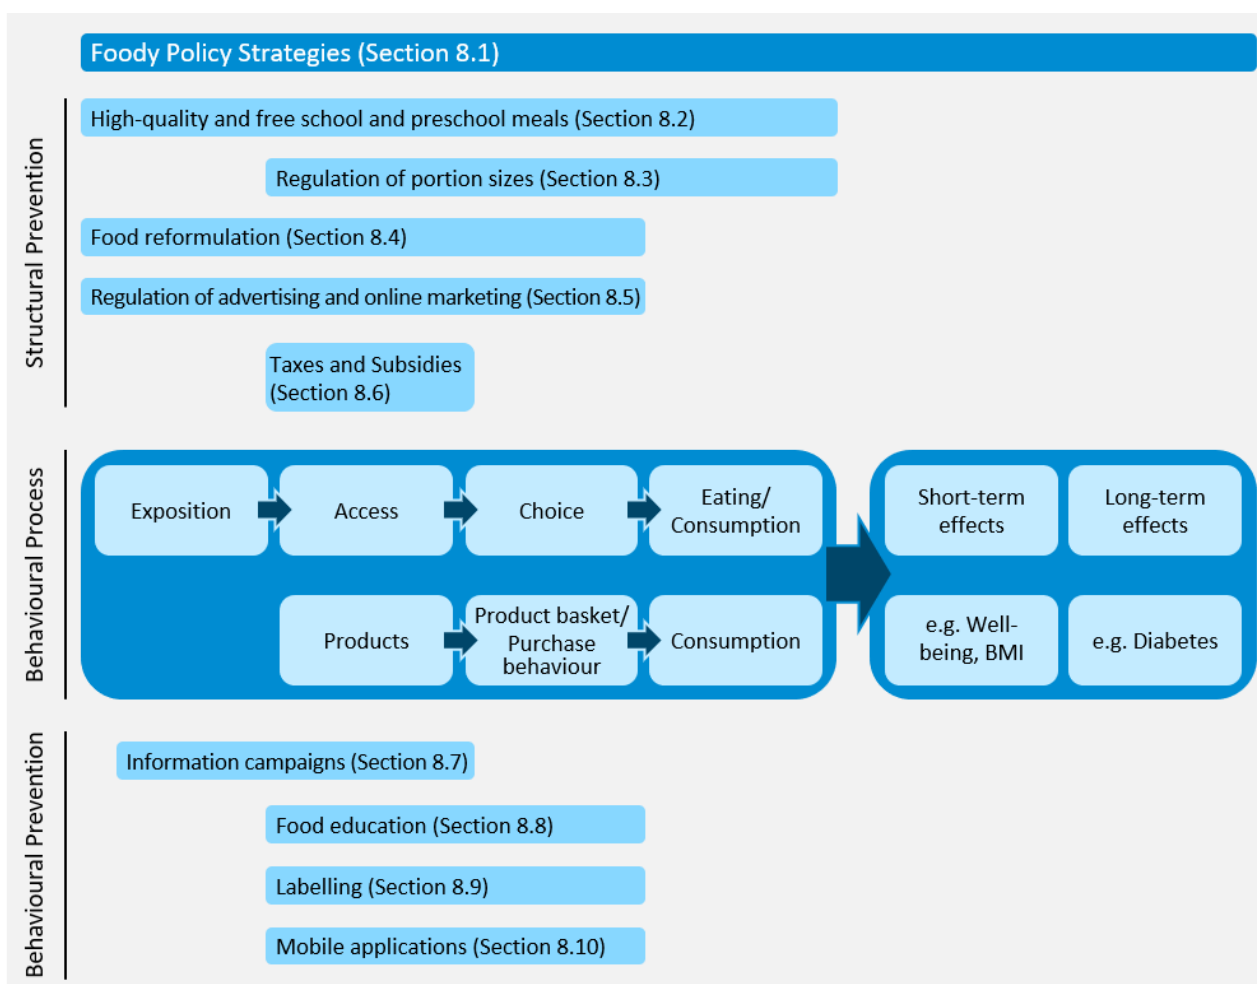 Foody Policy Strategies (Section 8.1)
Structural Prevention
High-quality and free school and preschool meals (Section 8.2)
Regulation of portion sizes (Section 8.3)
Food reformulation (Section 8.4)
Regulation of advertising and online marketing (Section 8.5)
Taxes and Subsidies
(Section 8.6)
Behavioural Process
Exposition
Access
Choice
Eating/
Consumption
Short-term
effects
Long-term
effects
Products
Product basket/
Purchase
behaviour
Consumption
e.g. Well-
being, BMI
e.g. Diabetes
Behavioural Prevention
Information campaigns (Section 8.7)
Food education (Section 8.8)
Labelling (Section 8.9)
Mobile applications (Section 8.10)